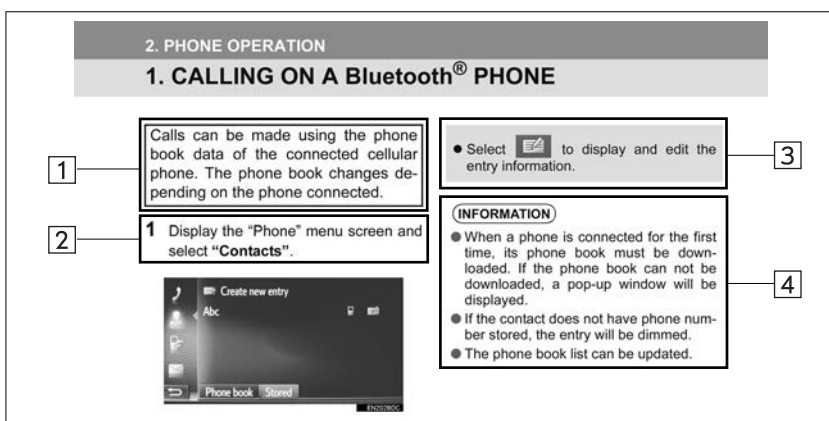 2. PHONE OPERATION
1. CALLING ON A Bluetooth® PHONE
1
Calls can be made using the phone
book data of the connected cellular
phone. The phone book changes de-
pending on the phone connected.
2
1 Display the “Phone” menu screen and
select “Contacts”.
Create new entry
Abc
Phone book Stored
EN2028DC
● Select to display and edit the
entry information.
3
INFORMATION
● When a phone is connected for the first
time, its phone book must be down-
loaded. If the phone book can not be
downloaded, a pop-up window will be
displayed.
● If the contact does not have phone num-
ber stored, the entry will be dimmed.
● The phone book list can be updated.
4